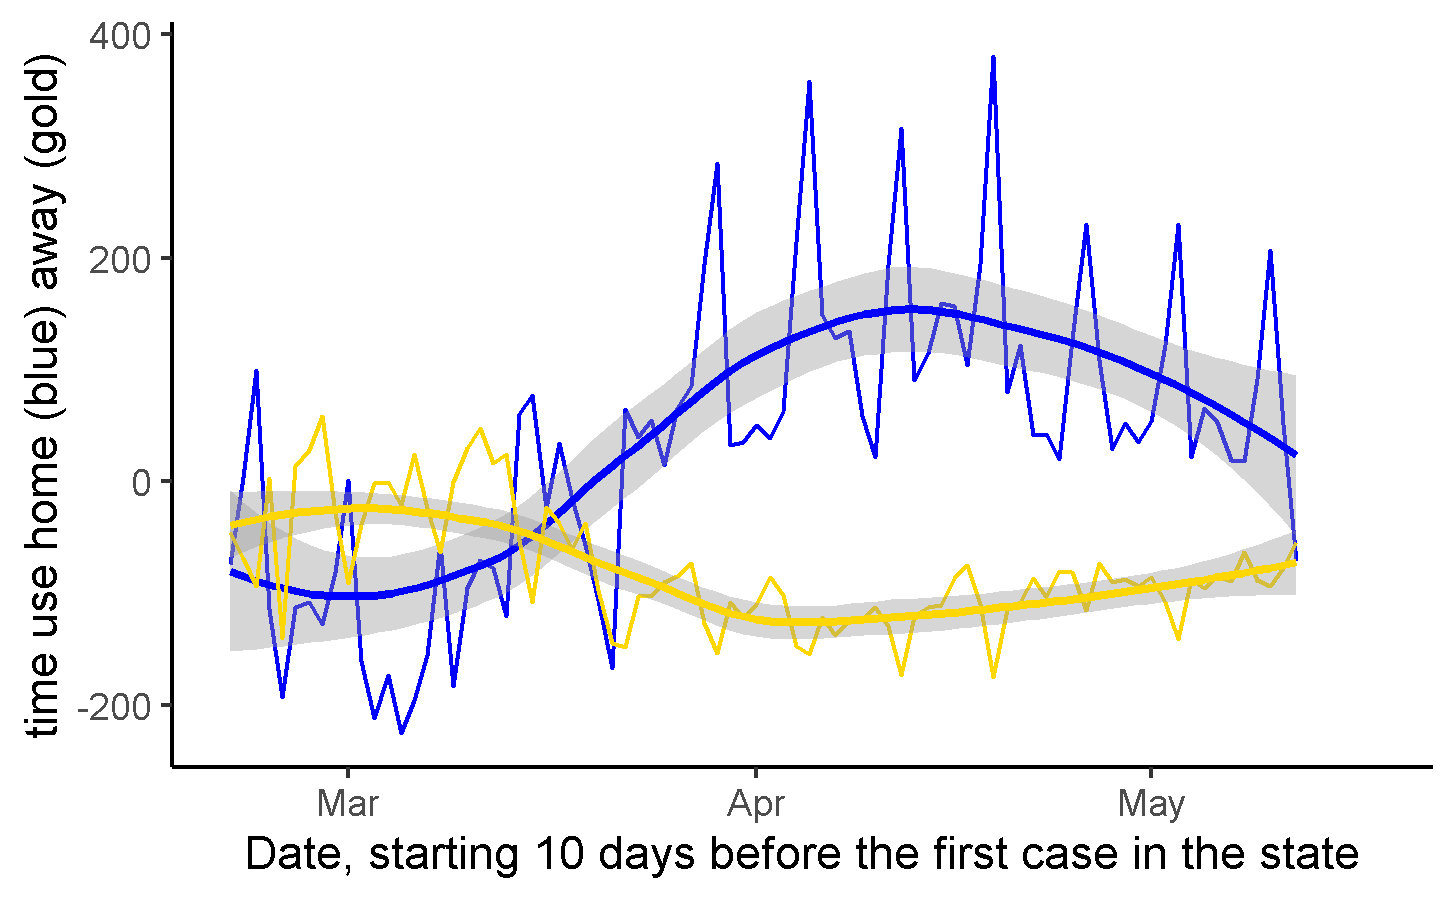 time use home (blue) away (gold)
400
200
0
-200
Mar
Apr
May
Date, starting 10 days before the first case in the state